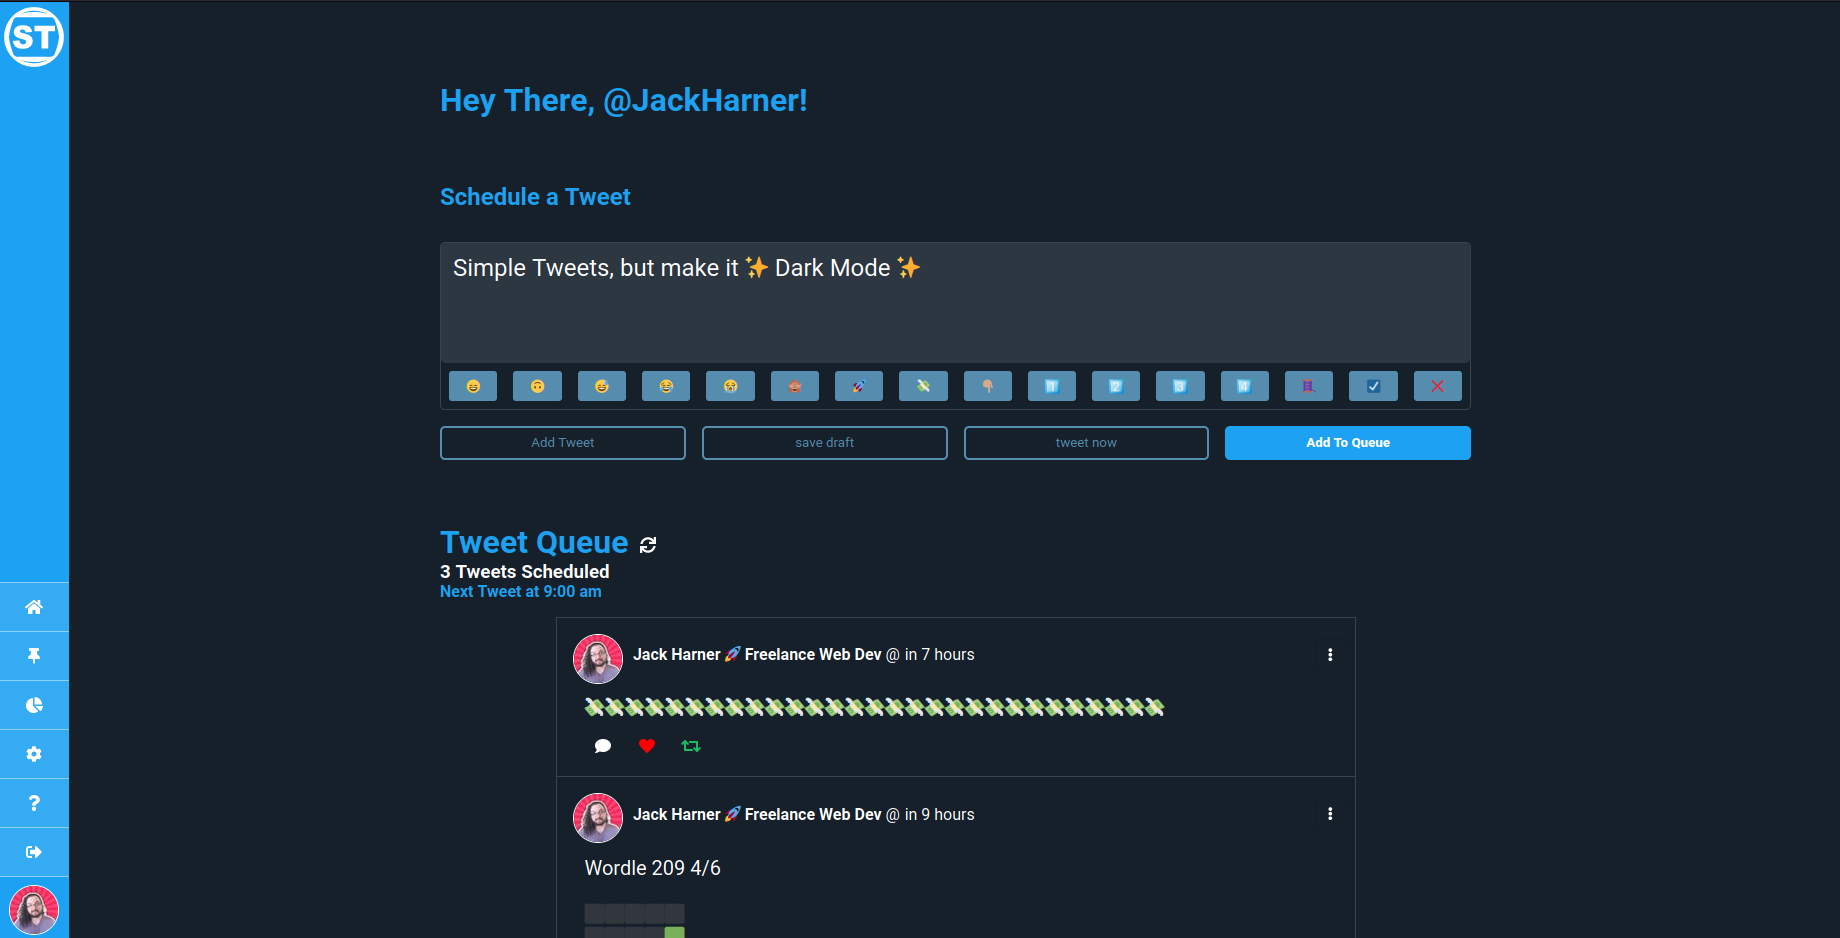 ST
Hey There, @JackHarner!
Schedule a Tweet
Simple Tweets, but make it ✨ Dark Mode ✨
1 2 3 4
Add Tweet
save draft
tweet now
Add To Queue
Tweet Queue
3 Tweets Scheduled
Next Tweet at 9:00 am
Jack Harner 🚀 Freelance Web Dev @ in 7 hours
Jack Harner 🚀 Freelance Web Dev @ in 9 hours
Wordle 209 4/6